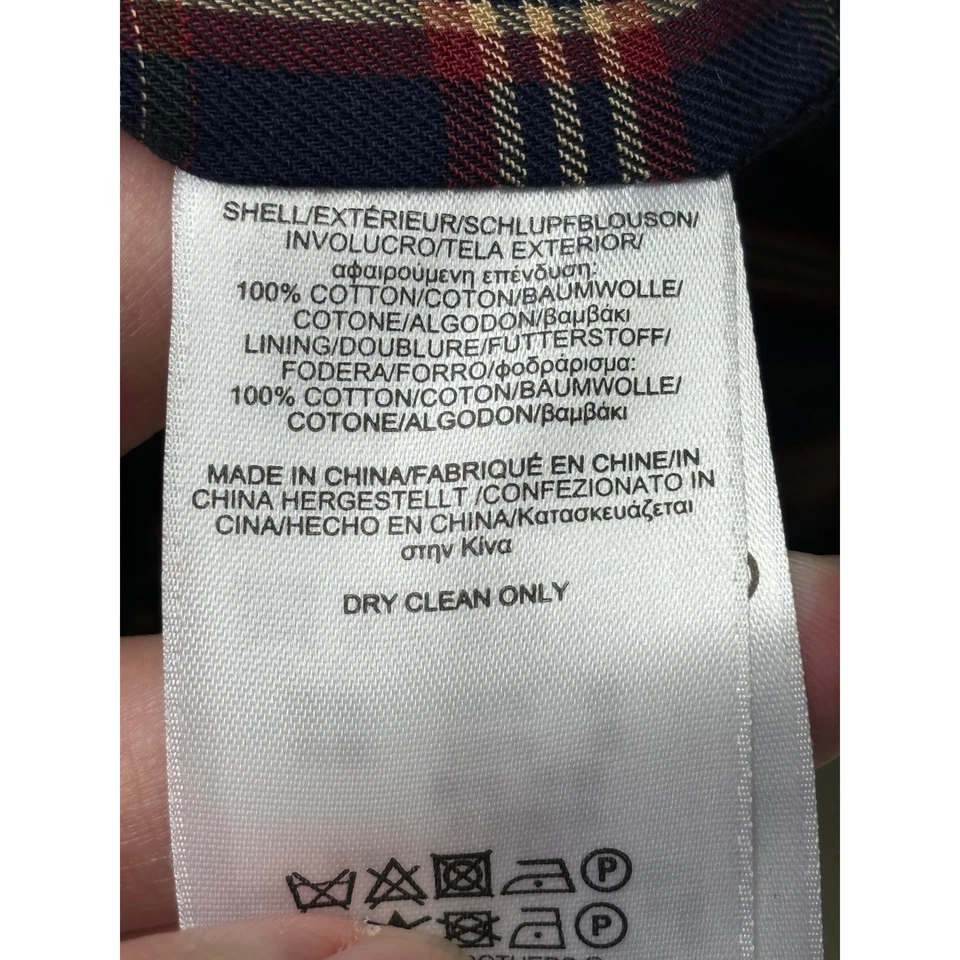 SHELL/EXTÉRIEUR/SCHLUPFBLOUSON/
INVOLUCRO/TELA EXTERIOR/
αφαιρούμενη επένδυση:
100% COTTON/COTON/BAUMWOLLE/
COTONE/ALGODON/βαμβάκι
LINING/DOUBLURE/FUTTERSTOFF/
FODERA/FORRO/φοδράρισμα:
100% COTTON/COTON/BAUMWOLLE/
COTONE/ALGODON/βαμβάκι
MADE IN CHINA/FABRIQUÉ EN CHINE/IN
CHINA HERGESTELLT /CONFEZIONATO IN
CINA/HECHO EN CHINA/Κατασκευάζεται
στην Κίνα
DRY CLEAN ONLY
P
P